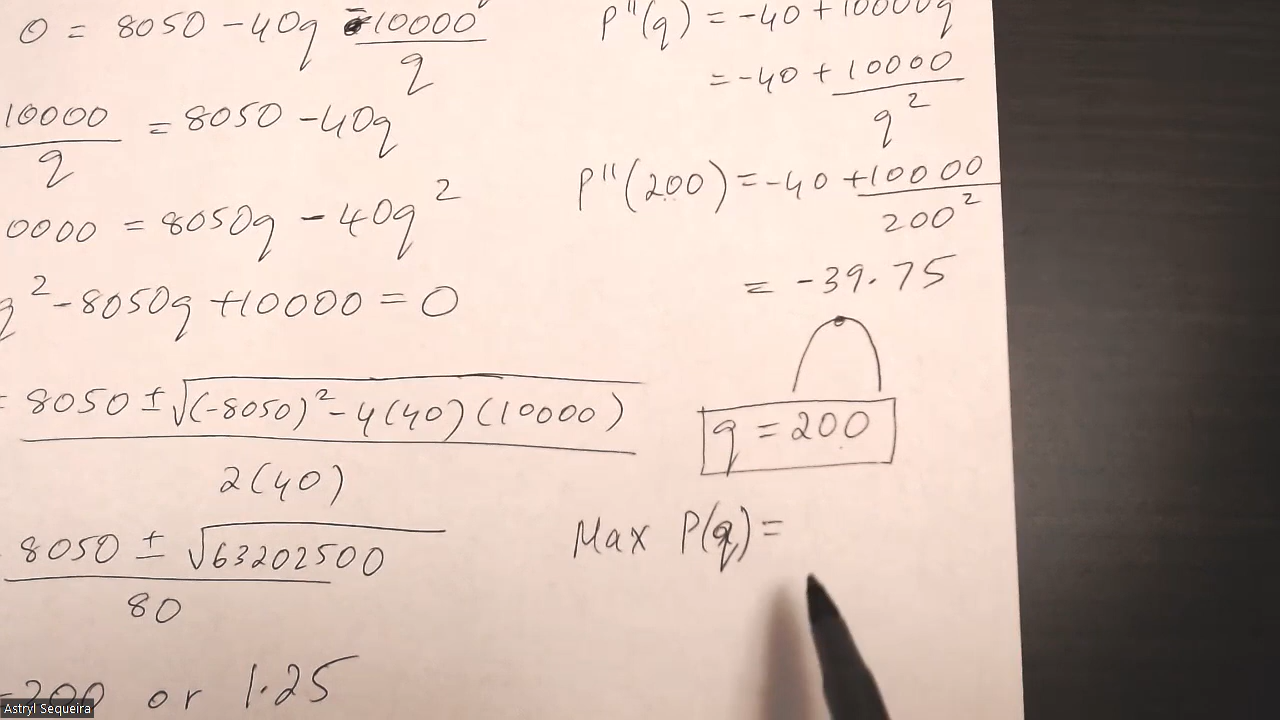 0 = 8050 - 40q - 10000/q
10000/q = 8050 - 40q
0000 = 8050q - 40q²
q² - 8050q + 10000 = 0
= 8050 ± √(-8050)² - 4(40)(10000)
2(40)
8050 ± √63202500
80
=200 or 1.25
P''(q) = -40 + 10000q
= -40 + 10000/q²
P''(200) = -40 + 10000/200²
= -39.75
q = 200
Max P(q) =
Astryl Sequeira